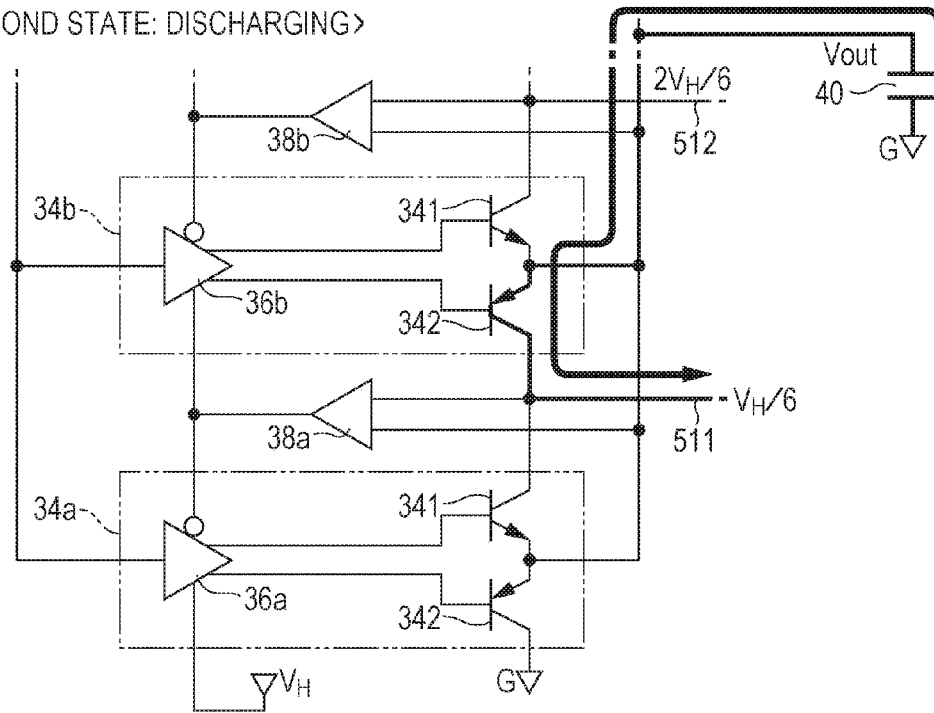 OND STATE: DISCHARGING>
Vout
2VH/6
40
38b
512
G
341
34b
36b
342
VH/6
38a
511
34a
341
36a
342
VH
G